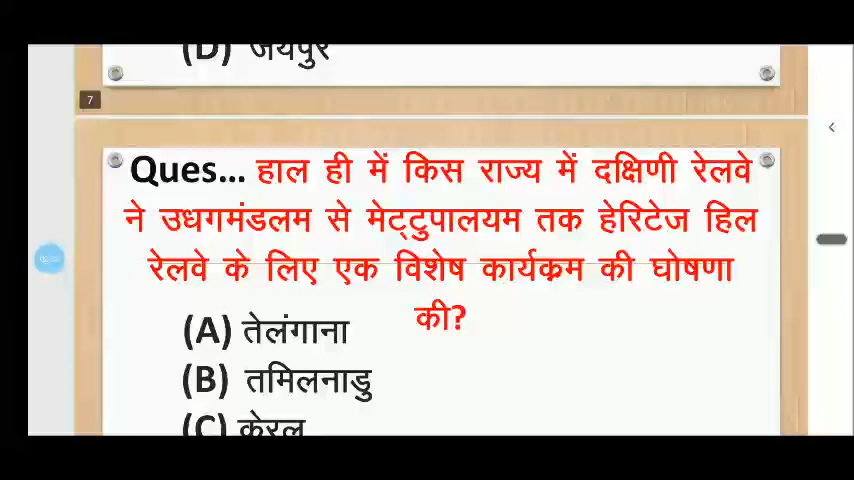 (D) जयपुर
7
Ques... हाल ही में किस राज्य में दक्षिणी रेलवे
ने उधगमंडलम से मेट्टुपालयम तक हेरिटेज हिल
रेलवे के लिए एक विशेष कार्यक्रम की घोषणा
की?
(A) तेलंगाना
(B) तमिलनाडु
(C) केरल